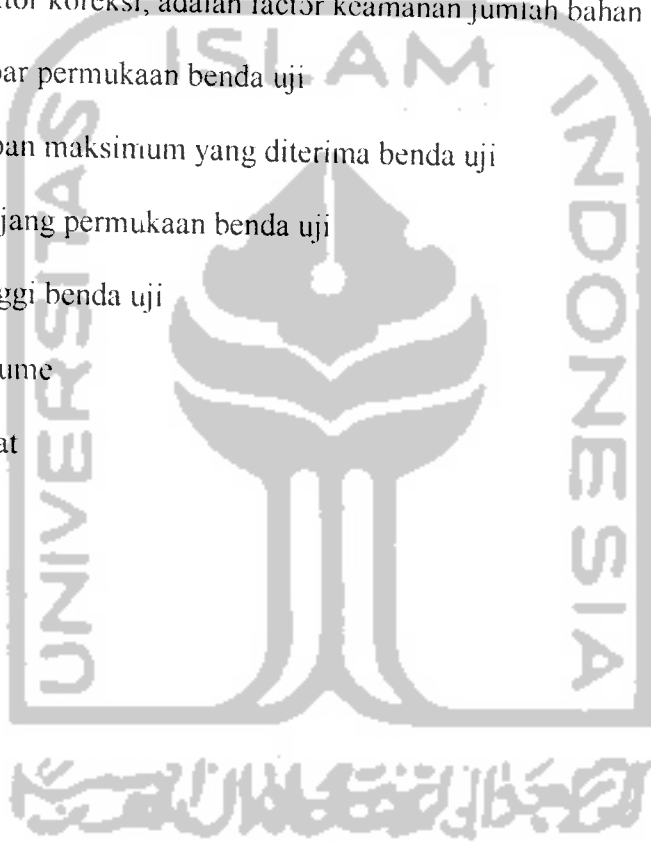 tor koreksi, adalah factor keamanan jumlah bahan
bar permukaan benda uji
ban maksimum yang diterima benda uji
jang permukaan benda uji
ggi benda uji
ume
at
UNIVERSITAS
ISLAM
INDONESIA